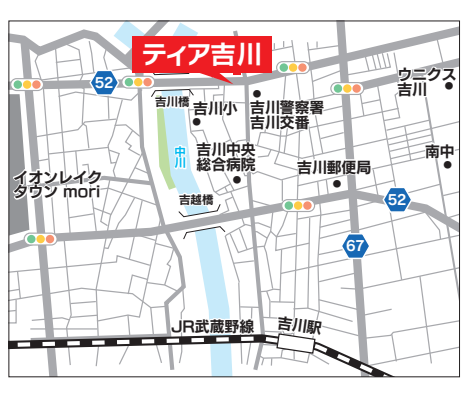 ティア吉川
52
吉川橋
吉川小
吉川警察署
吉川交番
ウニクス
吉川
中川
吉川中央
総合病院
吉川郵便局
南中
イオンレイク
タウン mori
吉越橋
52
67
JR武蔵野線
吉川駅